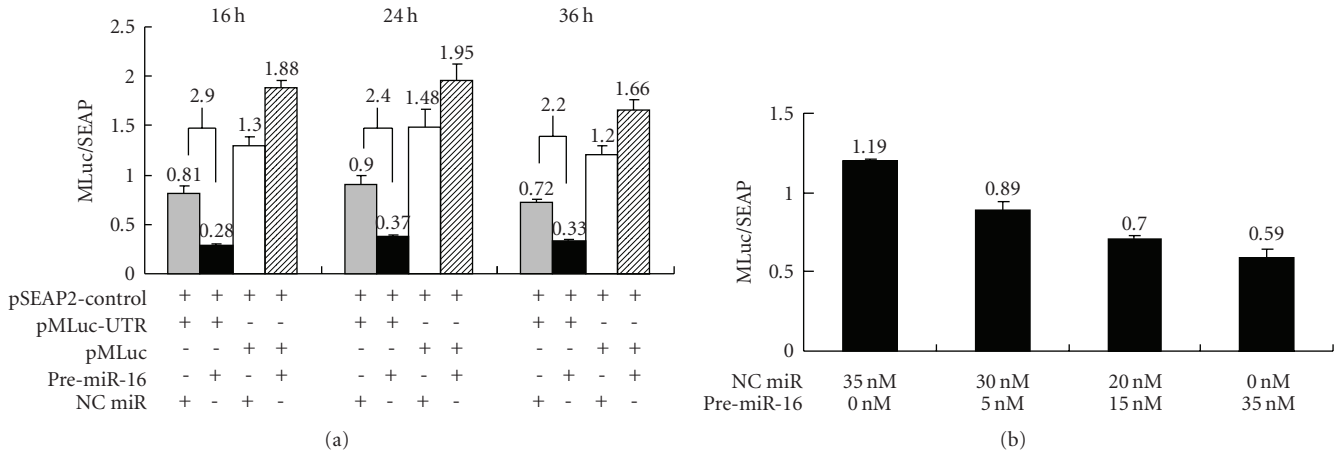 16 h 24 h 36 h
2.5
2
1.5
1
0.5
0
MLuc/SEAP
0.81 2.9 0.28 1.3 1.88
0.9 2.4 0.37 1.48 1.95
0.72 2.2 0.33 1.2 1.66
pSEAP2-control + + + + + + + + + + + +
pMLuc-UTR + + - - + + - - + + - -
pMLuc - - + + - - + + - - + +
Pre-miR-16 - + - + - + - + - + - +
NC miR + - + - + - + - + - + -
(a)
1.5
1
0.5
0
MLuc/SEAP
1.19 0.89 0.7 0.59
NC miR 35 nM 30 nM 20 nM 0 nM
Pre-miR-16 0 nM 5 nM 15 nM 35 nM
(b)